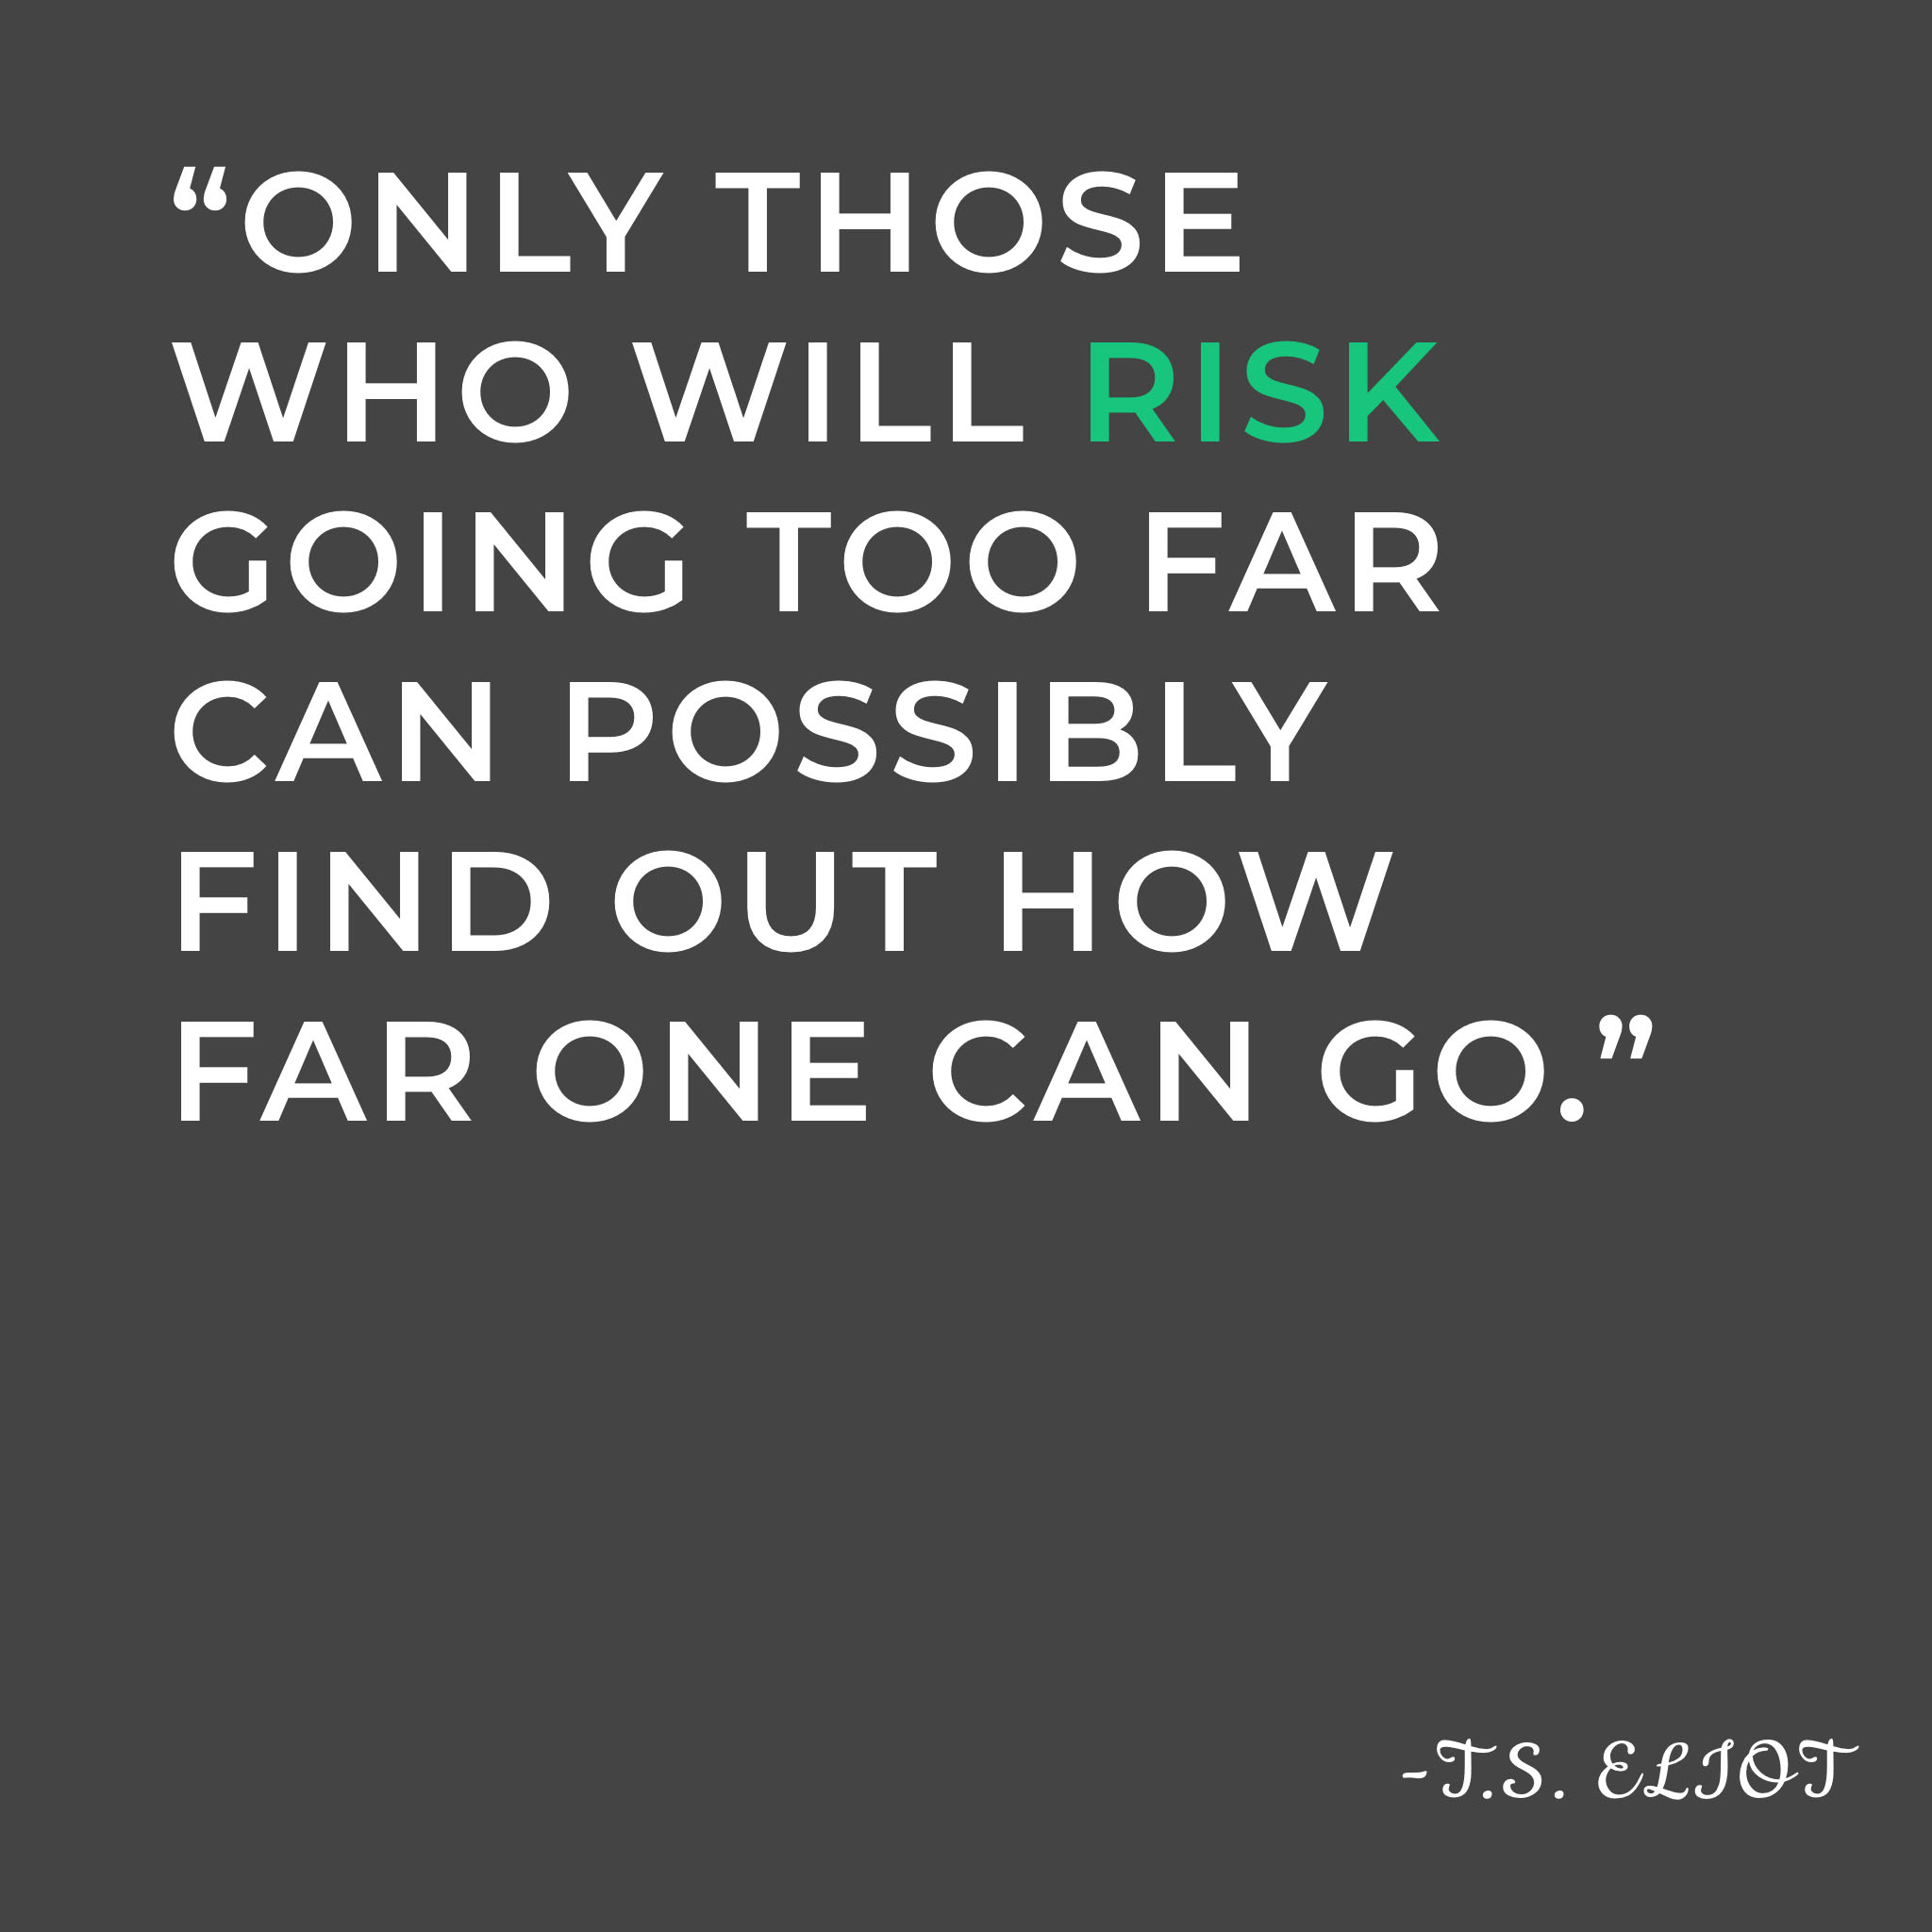 “ONLY THOSE
WHO WILL RISK
GOING TOO FAR
CAN POSSIBLY
FIND OUT HOW
FAR ONE CAN GO.”
-T.S. ELIOT